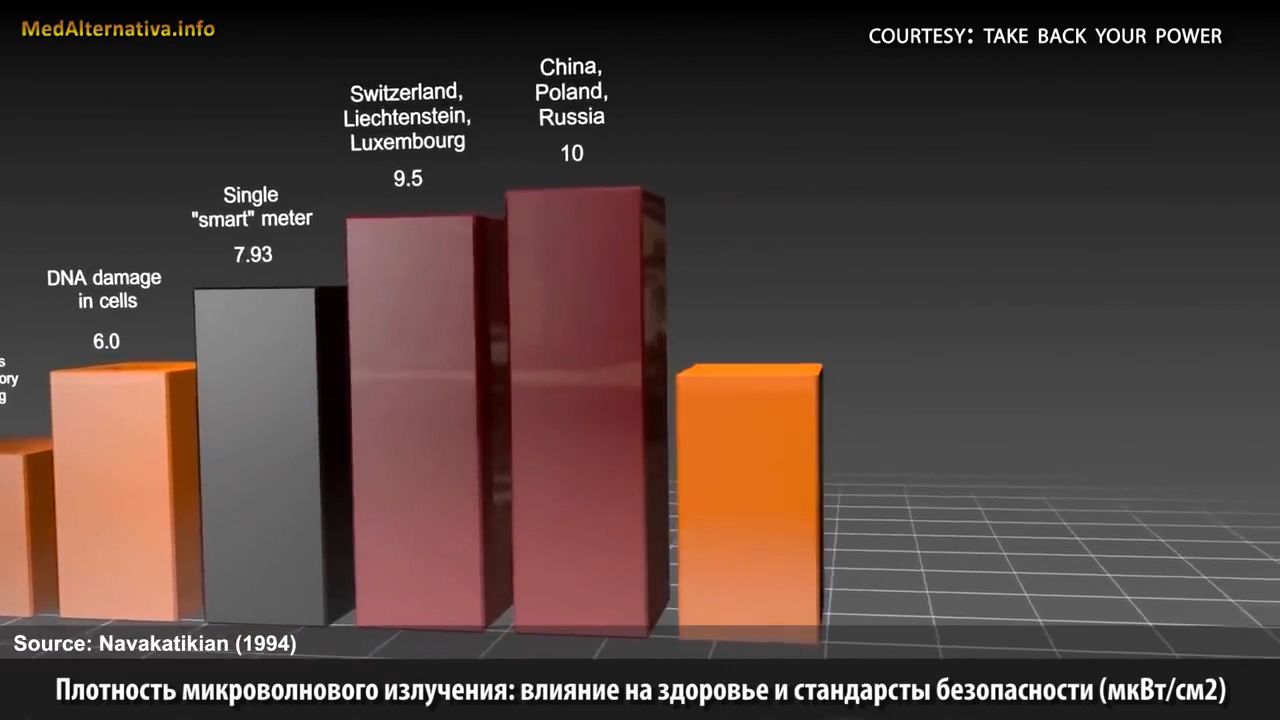 MedAlternativa.info
COURTESY: TAKE BACK YOUR POWER
DNA damage
in cells
6.0
Single
"smart" meter
7.93
Switzerland,
Liechtenstein,
Luxembourg
9.5
China,
Poland,
Russia
10
Source: Navakatikian (1994)
Плотность микроволнового излучения: влияние на здоровье и стандарсты безопасности (мкВт/см2)